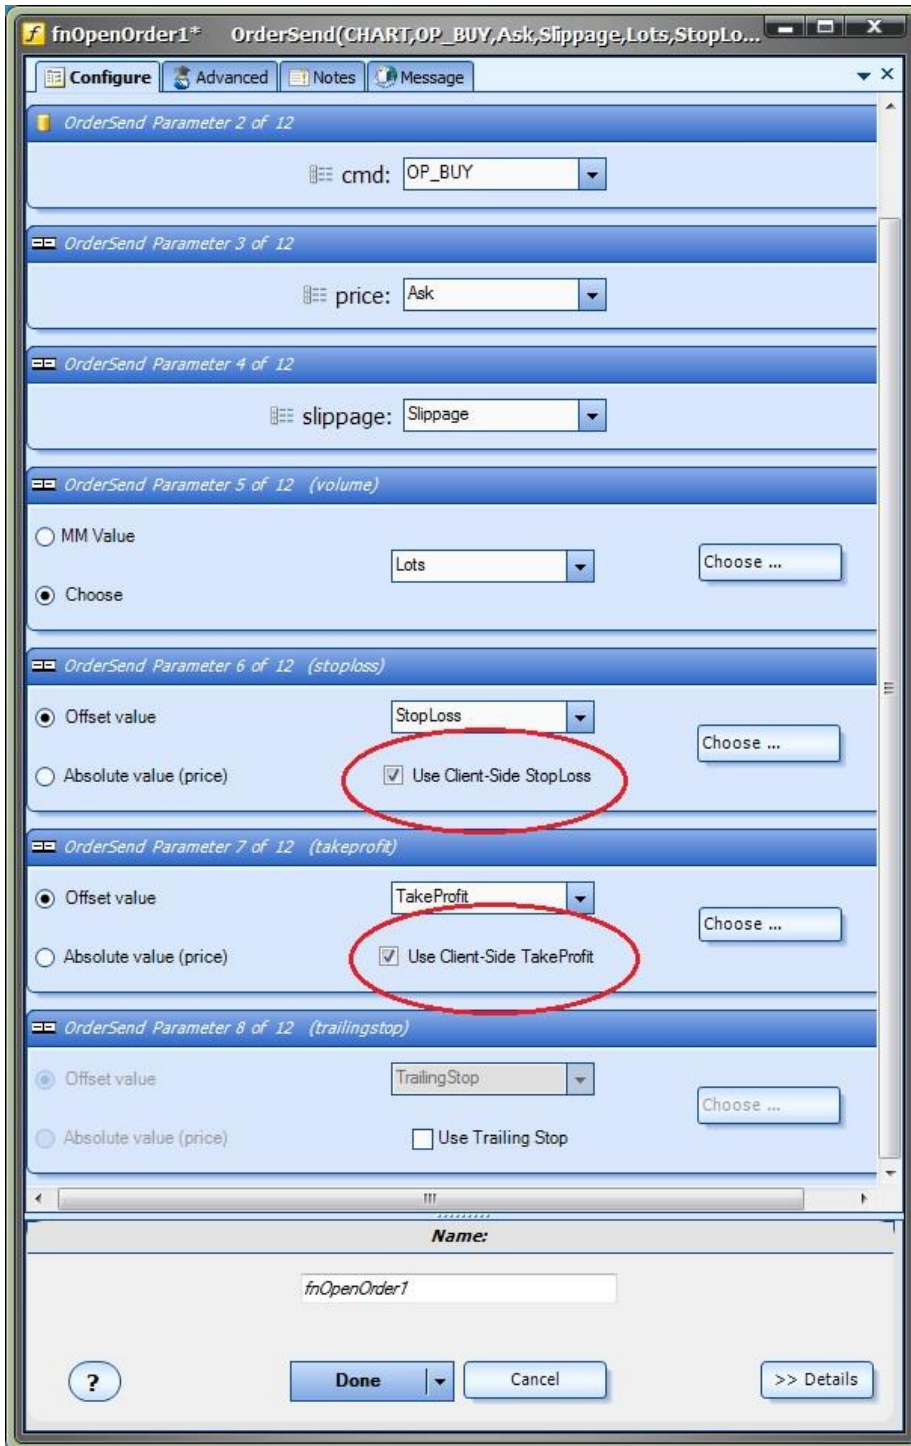 fnOpenOrder1* OrderSend(CHART,OP_BUY,Ask,Slippage,Lots,StopLo...
Configure Advanced Notes Message
OrderSend Parameter 2 of 12
cmd: OP_BUY
OrderSend Parameter 3 of 12
price: Ask
OrderSend Parameter 4 of 12
slippage: Slippage
OrderSend Parameter 5 of 12 (volume)
MM Value
Lots Choose ...
Choose
OrderSend Parameter 6 of 12 (stoploss)
Offset value StopLoss
Choose ...
Absolute value (price) Use Client-Side StopLoss
OrderSend Parameter 7 of 12 (takeprofit)
Offset value TakeProfit
Choose ...
Absolute value (price) Use Client-Side TakeProfit
OrderSend Parameter 8 of 12 (trailingstop)
Offset value TrailingStop
Choose ...
Absolute value (price) Use Trailing Stop
Name:
fnOpenOrder1
? Done Cancel >> Details